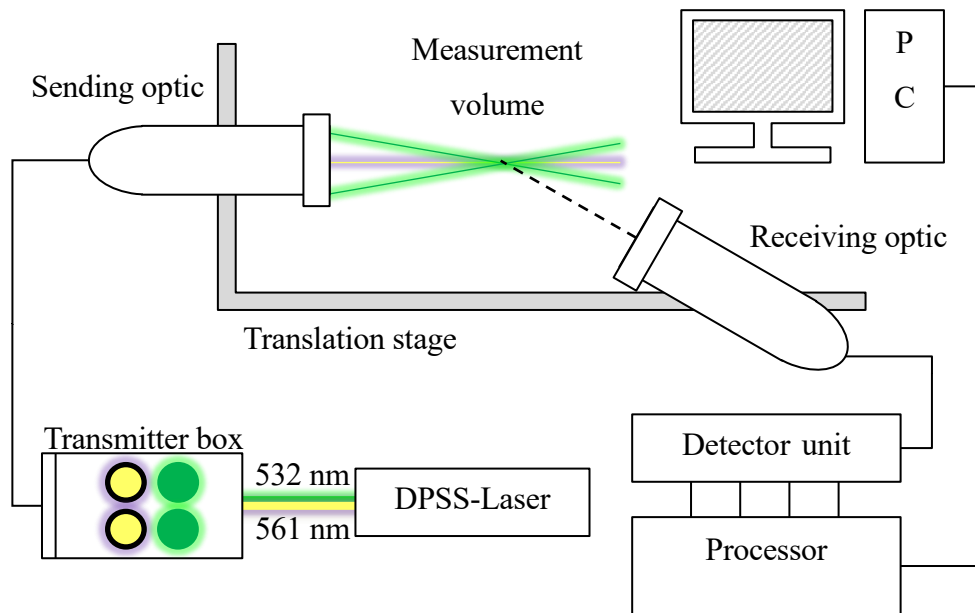 Measurement
volume
P
C
Sending optic
Receiving optic
Translation stage
Transmitter box
532 nm
561 nm
DPSS-Laser
Detector unit
Processor